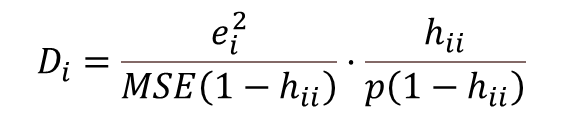 D_i = \frac{e_i^2}{MSE(1 - h_{ii})} \cdot \frac{h_{ii}}{p(1 - h_{ii})}